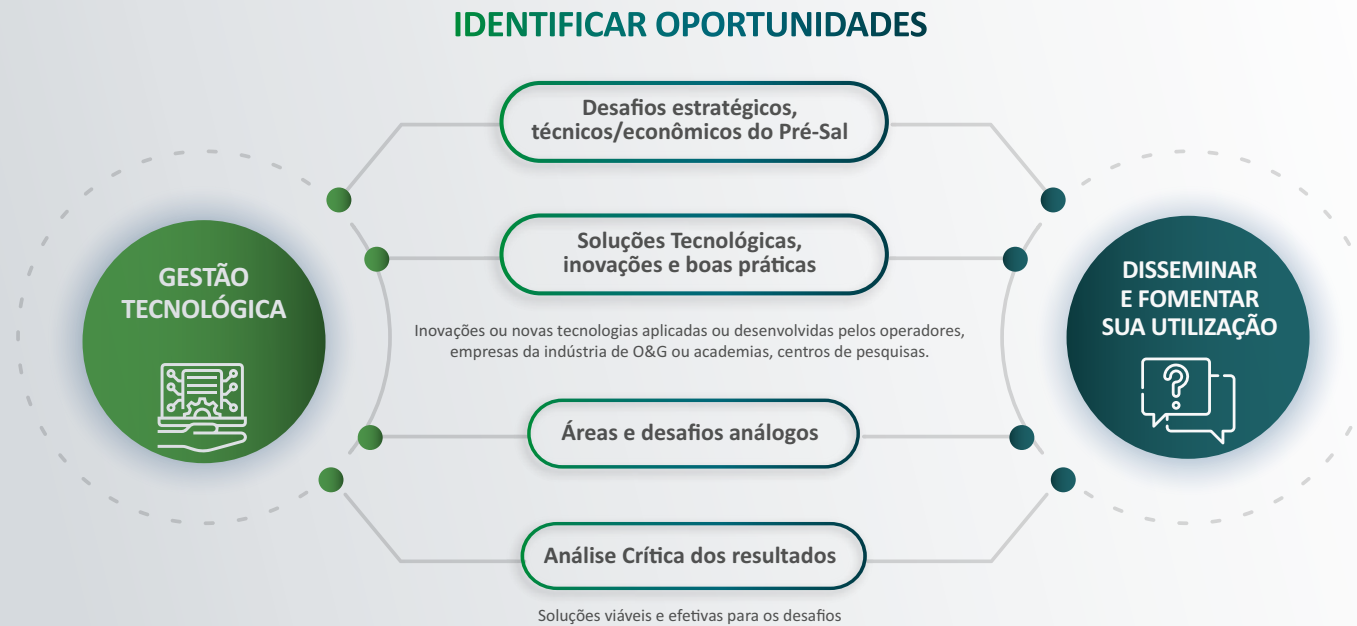 IDENTIFICAR OPORTUNIDADES
Desafios estratégicos,
técnicos/econômicos do Pré-Sal
Soluções Tecnológicas,
inovações e boas práticas
GESTÃO
TECNOLÓGICA
DISSEMINAR
E FOMENTAR
SUA UTILIZAÇÃO
Inovações ou novas tecnologias aplicadas ou desenvolvidas pelos operadores,
empresas da indústria de O&G ou academias, centros de pesquisas.
Áreas e desafios análogos
Análise Crítica dos resultados
Soluções viáveis e efetivas para os desafios